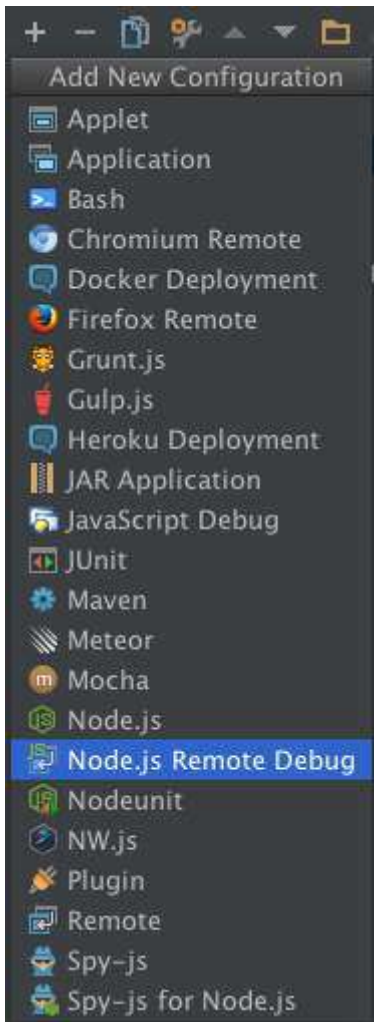 Add New Configuration
Applet
Application
Bash
Chromium Remote
Docker Deployment
Firefox Remote
Grunt.js
Gulp.js
Heroku Deployment
JAR Application
JavaScript Debug
JUnit
Maven
Meteor
m Mocha
JS Node.js
JS Node.js Remote Debug
Nodeunit
NW.js
Plugin
Remote
Spy-js
Spy-js for Node.js